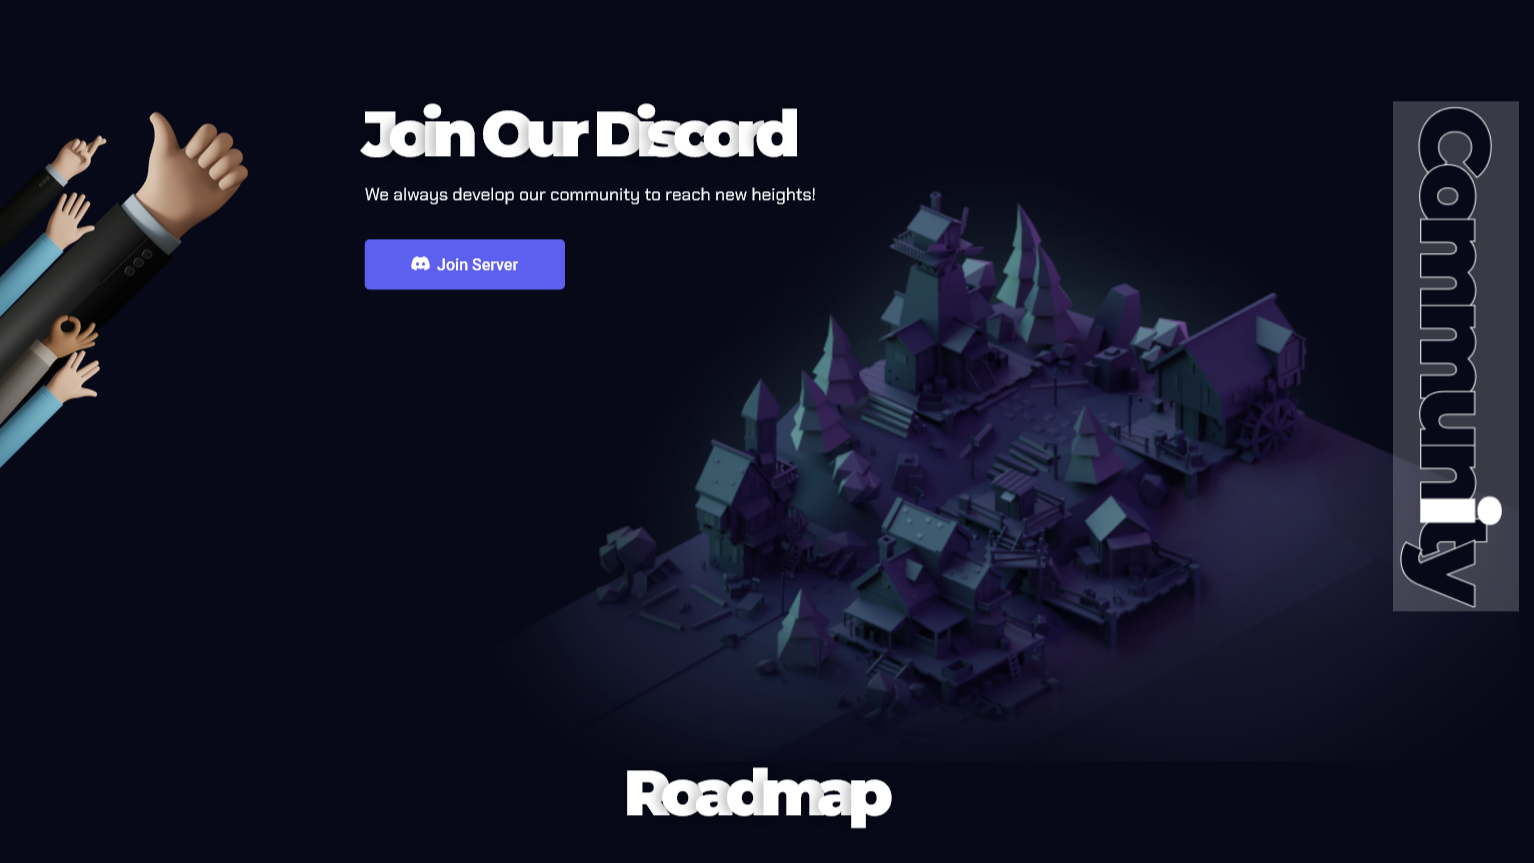 Join Our Discord
We always develop our community to reach new heights!
Join Server
Community
Roadmap